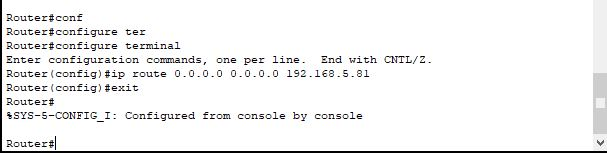 Router#conf
Router#configure ter
Router#configure terminal
Enter configuration commands, one per line.  End with CNTL/Z.
Router(config)#ip route 0.0.0.0 0.0.0.0 192.168.5.81
Router(config)#exit
Router#
%SYS-5-CONFIG_I: Configured from console by console
Router#